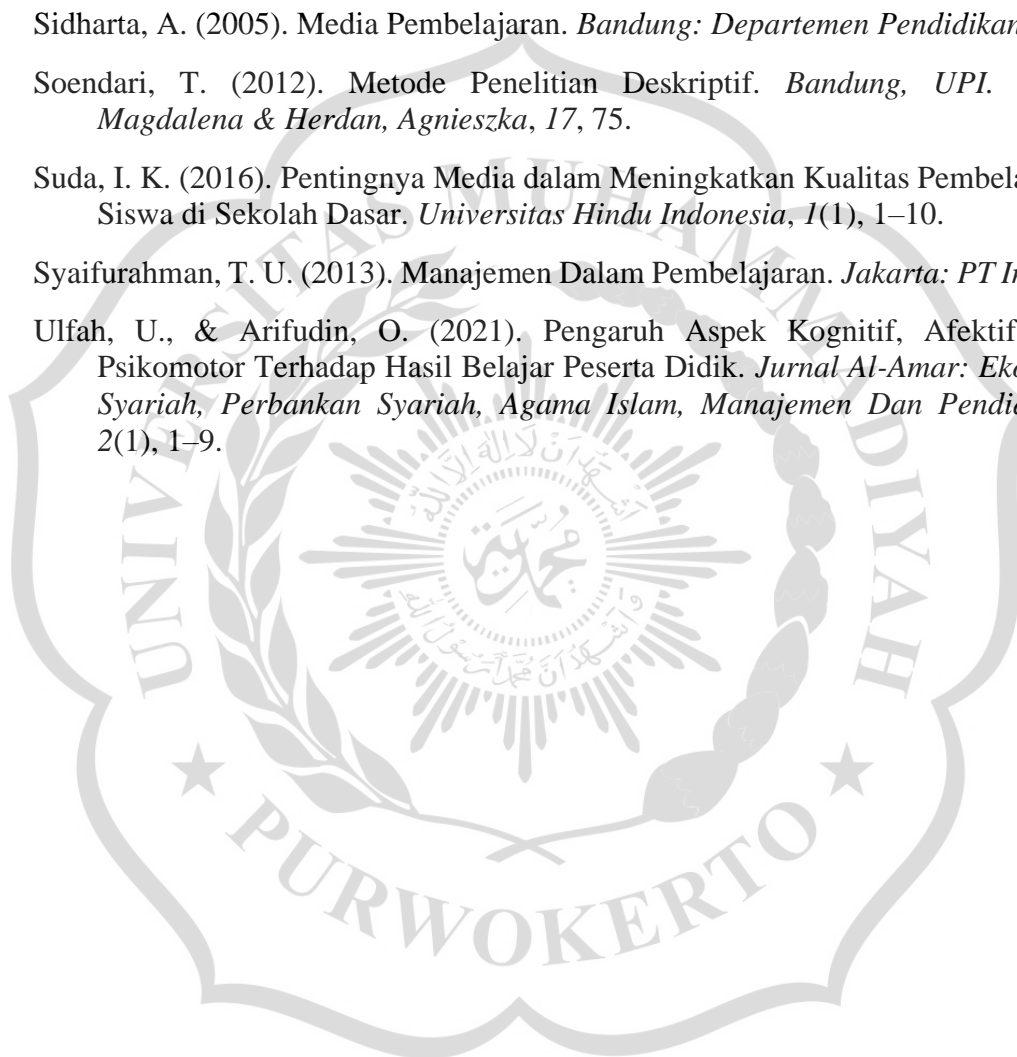 Sidharta, A. (2005). Media Pembelajaran. Bandung: Departemen Pendidikan
Soendari, T. (2012). Metode Penelitian Deskriptif. Bandung, UPI.
Magdalena & Herdan, Agnieszka, 17, 75.
Suda, I. K. (2016). Pentingnya Media dalam Meningkatkan Kualitas Pembela
Siswa di Sekolah Dasar. Universitas Hindu Indonesia, 1(1), 1–10.
Syaifurahman, T. U. (2013). Manajemen Dalam Pembelajaran. Jakarta: PT In
Ulfah, U., & Arifudin, O. (2021). Pengaruh Aspek Kognitif, Afektif
Psikomotor Terhadap Hasil Belajar Peserta Didik. Jurnal Al-Amar: Eko
Syariah, Perbankan Syariah, Agama Islam, Manajemen Dan Pendid
2(1), 1–9.
UNIVERSITAS MUHAMMADIYAH
PURWOKERTO